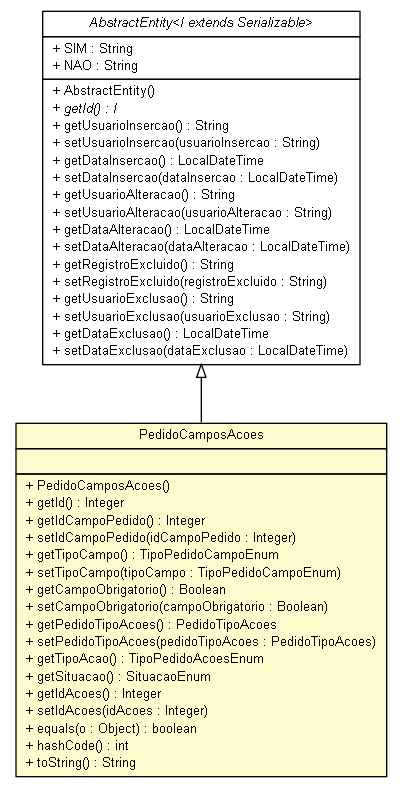 AbstractEntity<I extends Serializable>
+ SIM : String
+ NAO : String
+ AbstractEntity()
+ getId() : I
+ getUsuarioInsercao() : String
+ setUsuarioInsercao(usuarioInsercao : String)
+ getDataInsercao() : LocalDateTime
+ setDataInsercao(dataInsercao : LocalDateTime)
+ getUsuarioAlteracao() : String
+ setUsuarioAlteracao(usuarioAlteracao : String)
+ getDataAlteracao() : LocalDateTime
+ setDataAlteracao(dataAlteracao : LocalDateTime)
+ getRegistroExcluido() : String
+ setRegistroExcluido(registroExcluido : String)
+ getUsuarioExclusao() : String
+ setUsuarioExclusao(usuarioExclusao : String)
+ getDataExclusao() : LocalDateTime
+ setDataExclusao(dataExclusao : LocalDateTime)
PedidoCamposAcoes
+ PedidoCamposAcoes()
+ getId() : Integer
+ getIdCampoPedido() : Integer
+ setIdCampoPedido(idCampoPedido : Integer)
+ getTipoCampo() : TipoPedidoCampoEnum
+ setTipoCampo(tipoCampo : TipoPedidoCampoEnum)
+ getCampoObrigatorio() : Boolean
+ setCampoObrigatorio(campoObrigatorio : Boolean)
+ getPedidoTipoAcoes() : PedidoTipoAcoes
+ setPedidoTipoAcoes(pedidoTipoAcoes : PedidoTipoAcoes)
+ getTipoAcao() : TipoPedidoAcoesEnum
+ getSituacao() : SituacaoEnum
+ getIdAcoes() : Integer
+ setIdAcoes(idAcoes : Integer)
+ equals(o : Object) : boolean
+ hashCode() : int
+ toString() : String